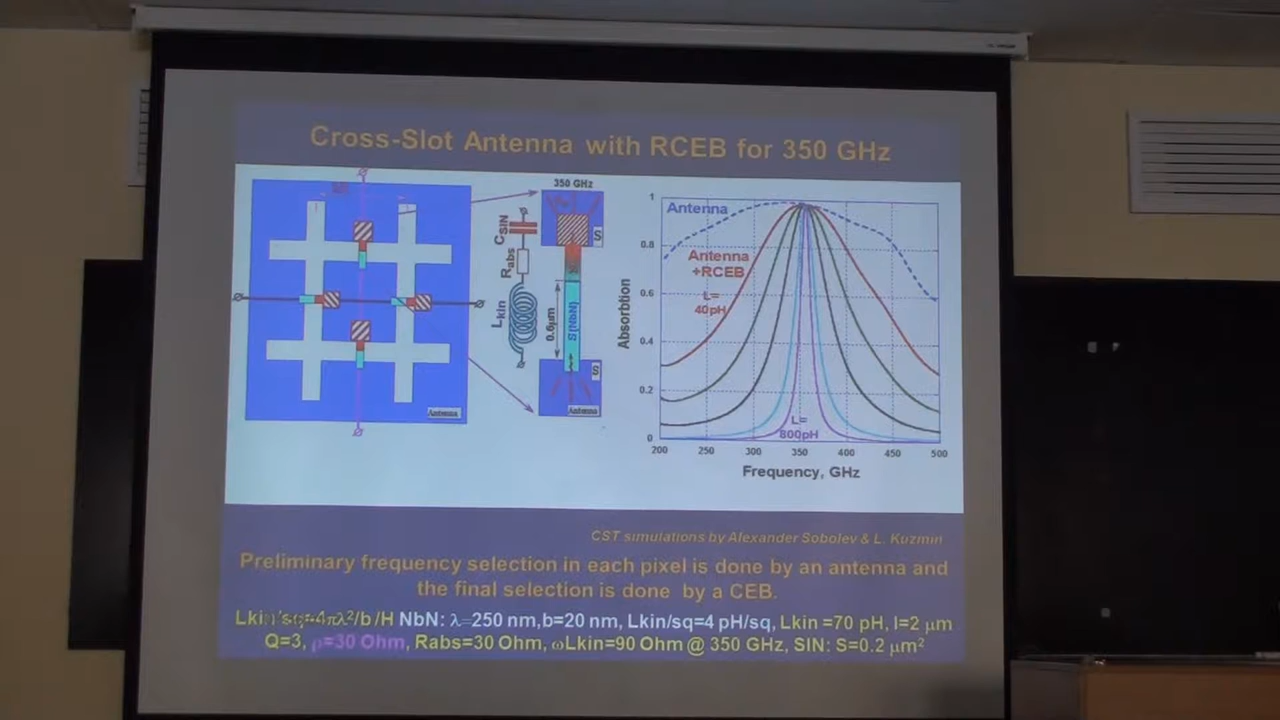 Cross-Slot Antenna with RCEB for 350 GHz
350 GHz
S
CSIN
Rabs
Lkin
0.6μm
S(NbN)
S
Antenna
Antenna
Absorbtion
1
0.8
0.6
0.4
0.2
0
Antenna
Antenna
+RCEB
L=
40pH
L=
800pH
200 250 300 350 400 450 500
Frequency, GHz
CST simulations by Alexander Sobolev & L. Kuzmin
Preliminary frequency selection in each pixel is done by an antenna and
the final selection is done by a CEB.
Lkin/sq=4πλ²/b /H NbN: λ=250 nm,b=20 nm, Lkin/sq=4 pH/sq, Lkin =70 pH, l=2 μm
Q=3, ρ=30 Ohm, Rabs=30 Ohm, ωLkin=90 Ohm @ 350 GHz, SIN: S=0.2 μm²